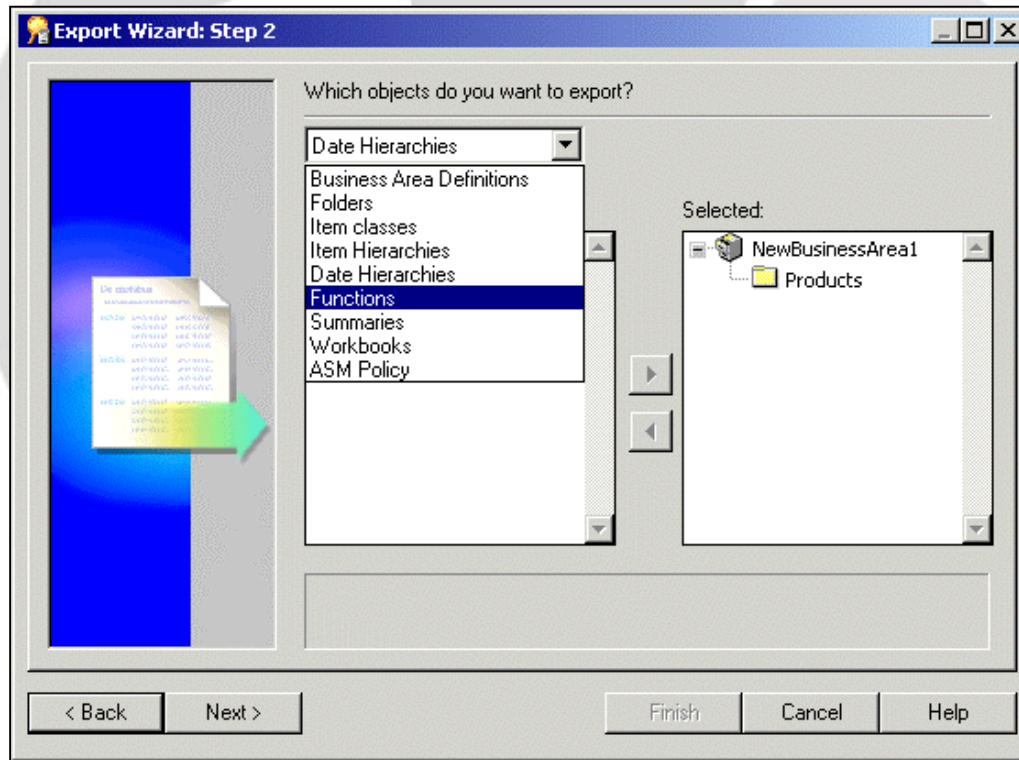 Export Wizard: Step 2
Which objects do you want to export?
Date Hierarchies
Business Area Definitions
Folders
Item classes
Item Hierarchies
Date Hierarchies
Functions
Summaries
Workbooks
ASM Policy
Selected:
NewBusinessArea1
Products
< Back
Next >
Finish
Cancel
Help